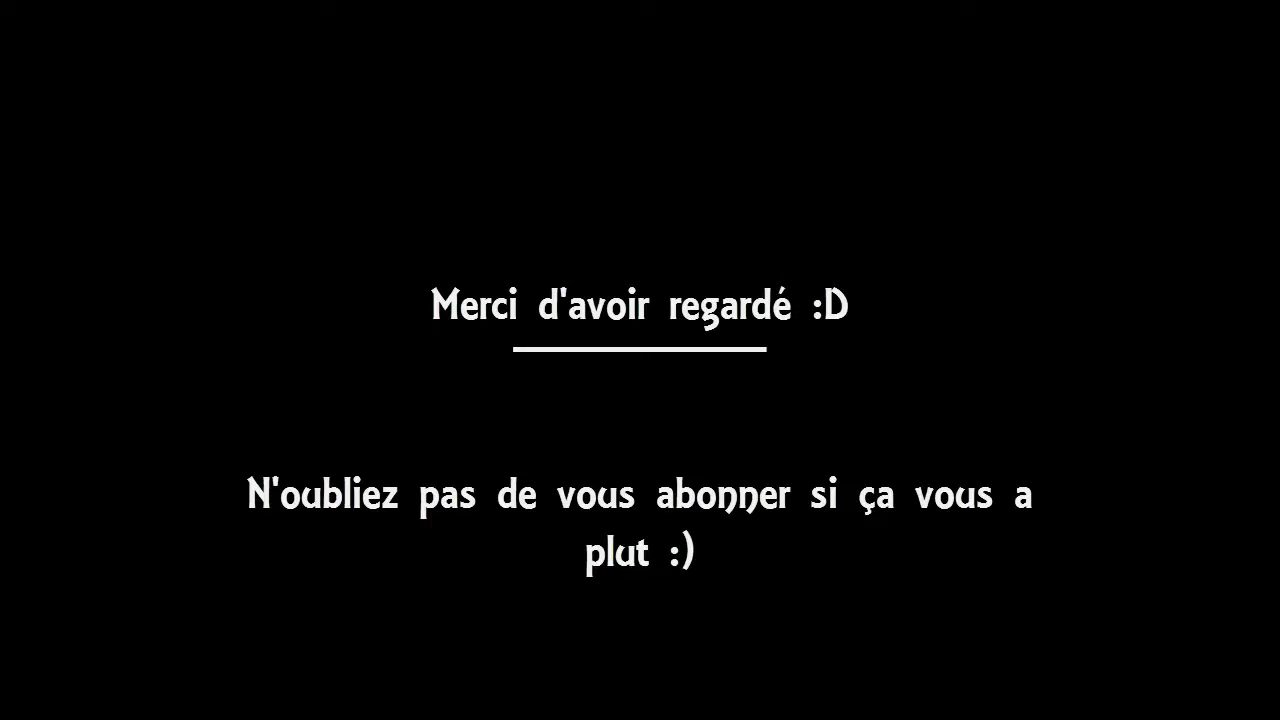 Merci d'avoir regardé :D
N'oubliez pas de vous abonner si ça vous a
plut :)